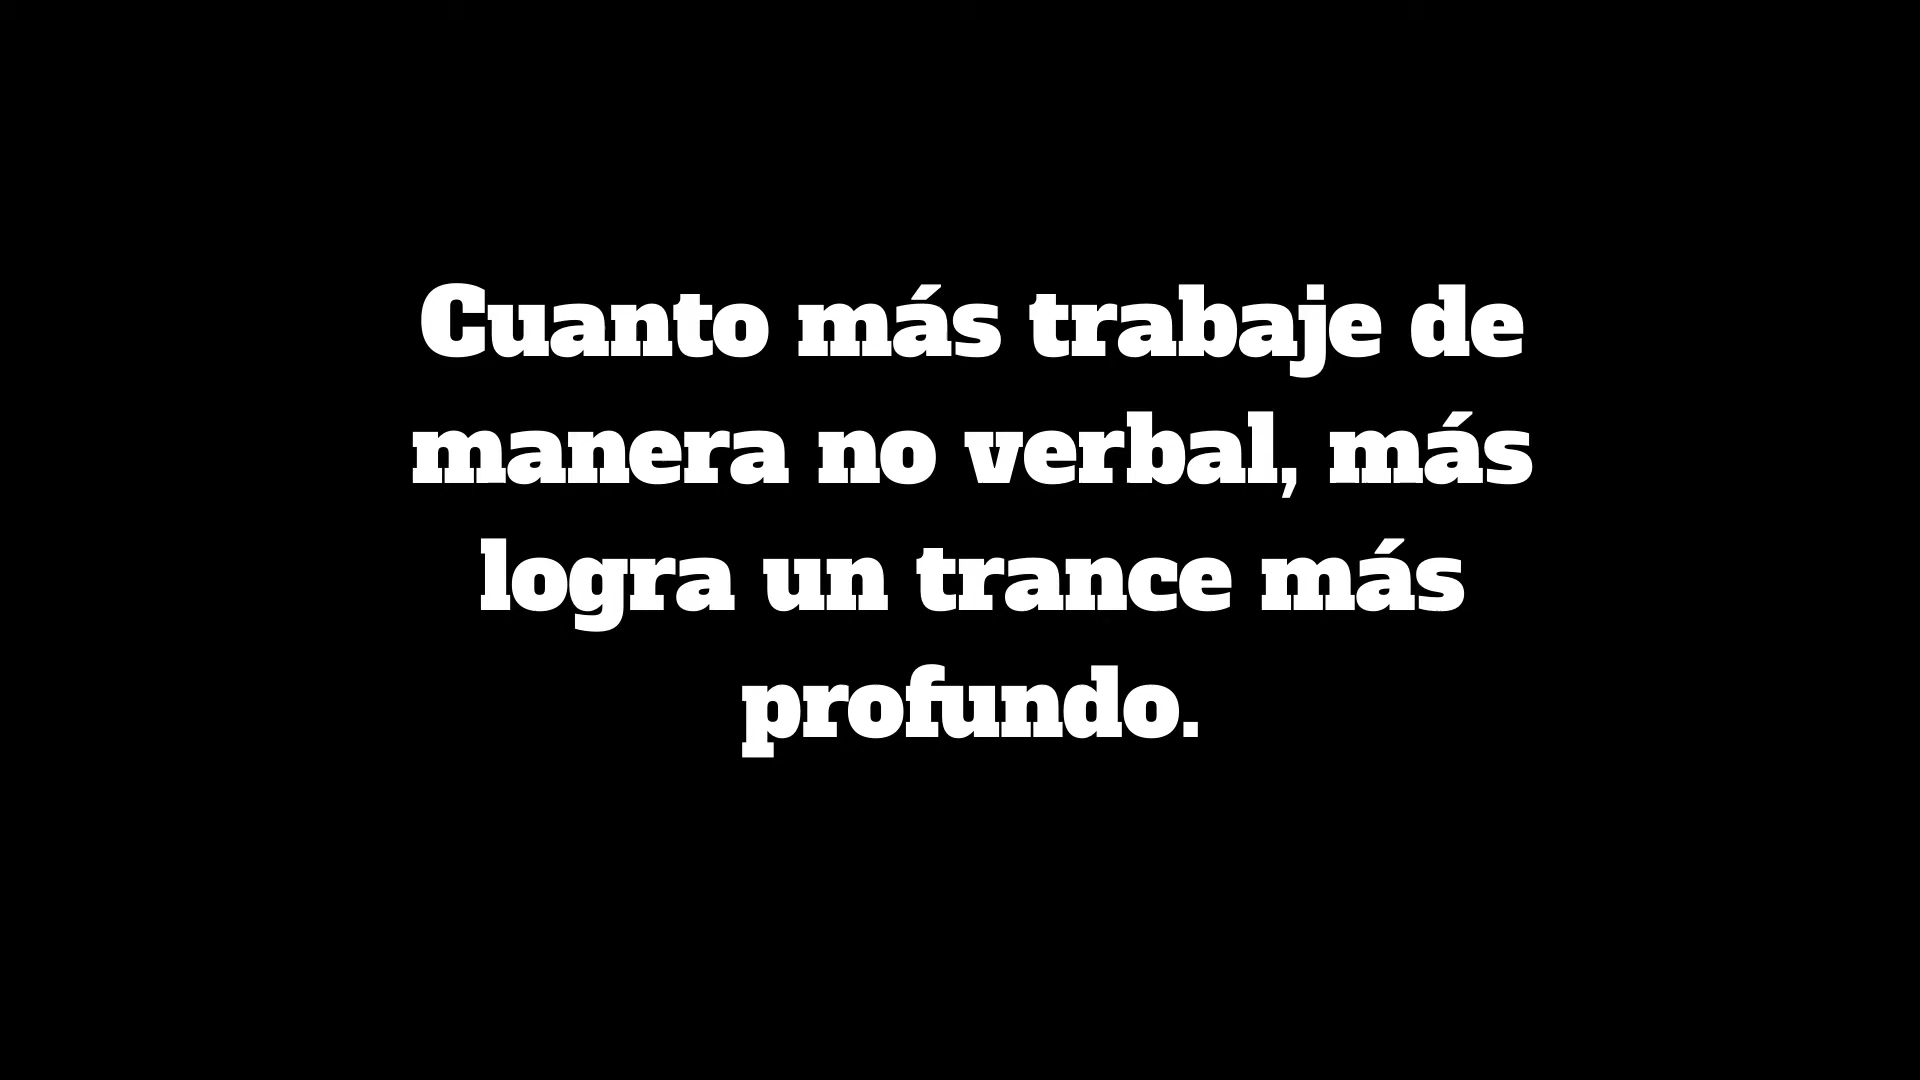 Cuanto más trabaje de
manera no verbal, más
logra un trance más
profundo.